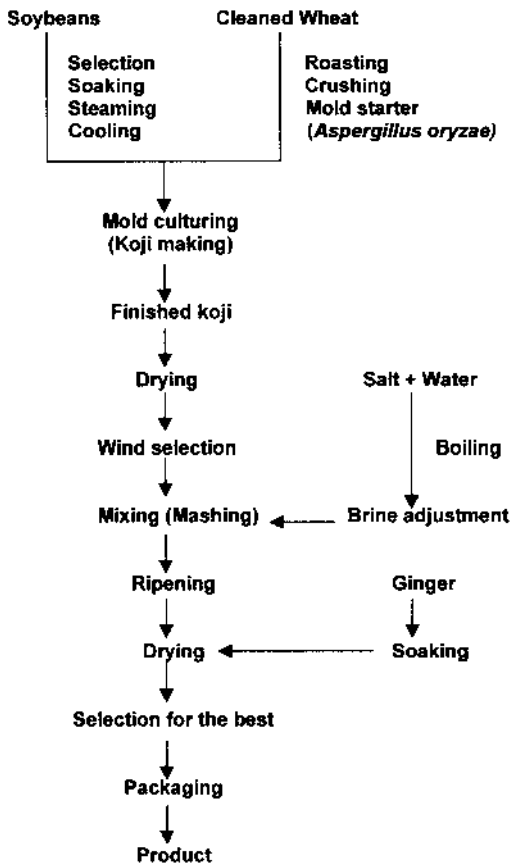 Soybeans
Cleaned Wheat
Selection
Soaking
Steaming
Cooling
Roasting
Crushing
Mold starter
(Aspergillus oryzae)
Mold culturing
(Koji making)
Finished koji
Drying
Salt + Water
Wind selection
Boiling
Mixing (Mashing)
Brine adjustment
Ripening
Ginger
Drying
Soaking
Selection for the best
Packaging
Product